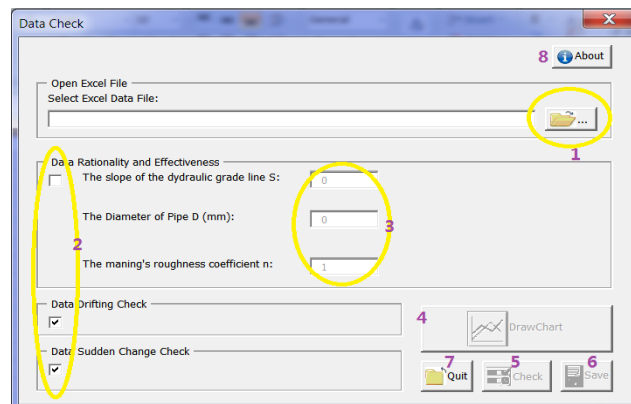 Data Check
8 About
Open Excel File
Select Excel Data File:
...
1
Data Rationality and Effectiveness
The slope of the dydraulic grade line S:
0
The Diameter of Pipe D (mm):
0
2
3
The maning's roughness coefficient n:
1
Data Drifting Check
4 DrawChart
Data Sudden Change Check
7 Quit
5 Check
6 Save